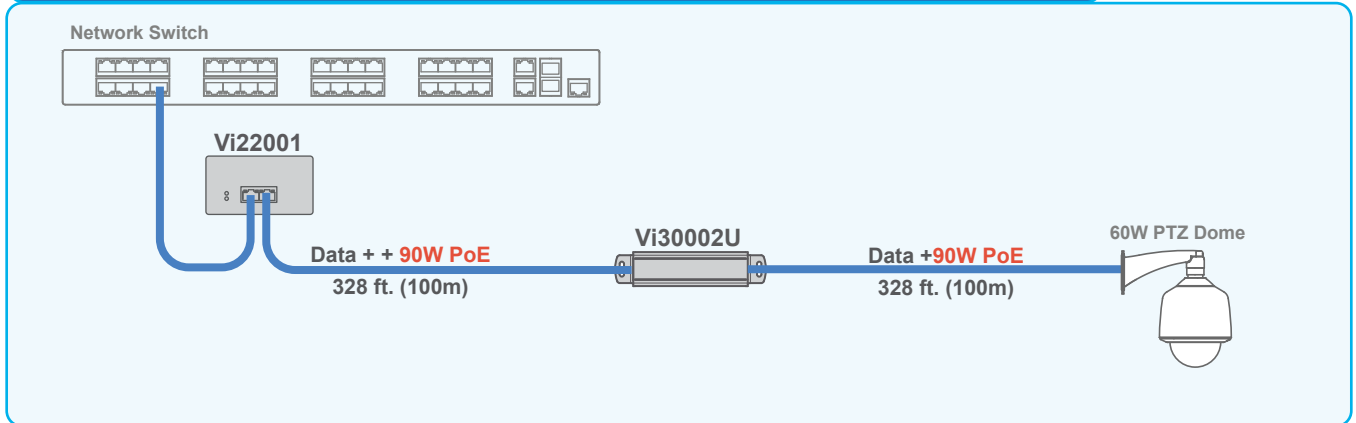 Network Switch
Vi22001
Data + + 90W PoE
328 ft. (100m)
Vi30002U
Data +90W PoE
328 ft. (100m)
60W PTZ Dome